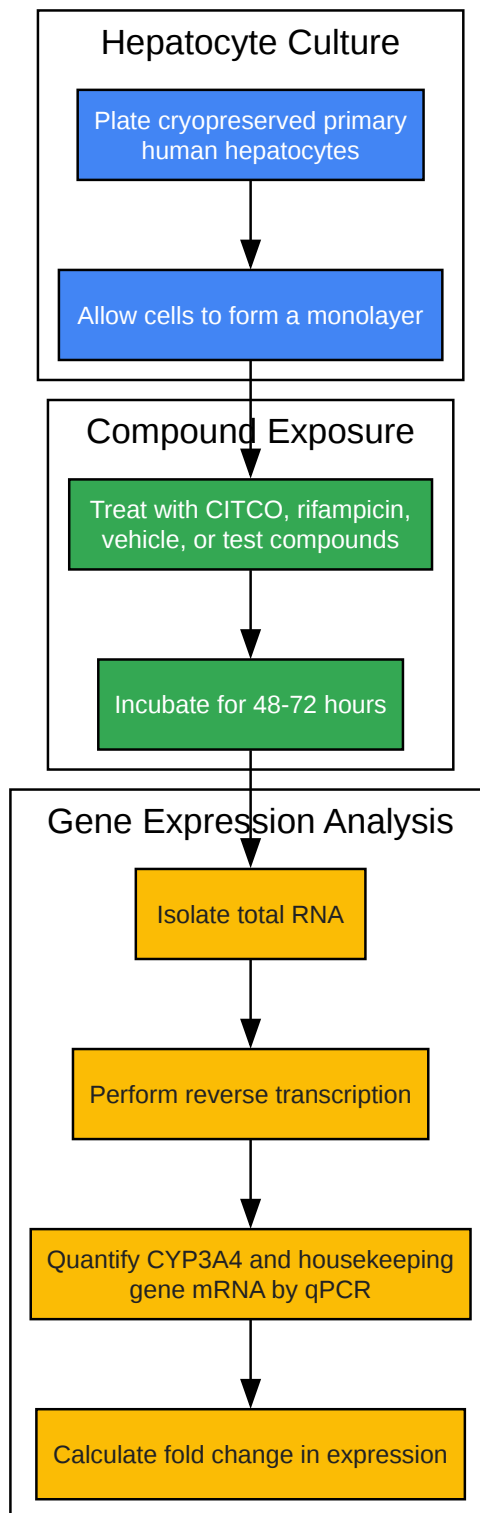 Hepatocyte Culture
Plate cryopreserved primary
human hepatocytes
Allow cells to form a monolayer
Compound Exposure
Treat with CITCO, rifampicin,
vehicle, or test compounds
Incubate for 48-72 hours
Gene Expression Analysis
Isolate total RNA
Perform reverse transcription
Quantify CYP3A4 and housekeeping
gene mRNA by qPCR
Calculate fold change in expression